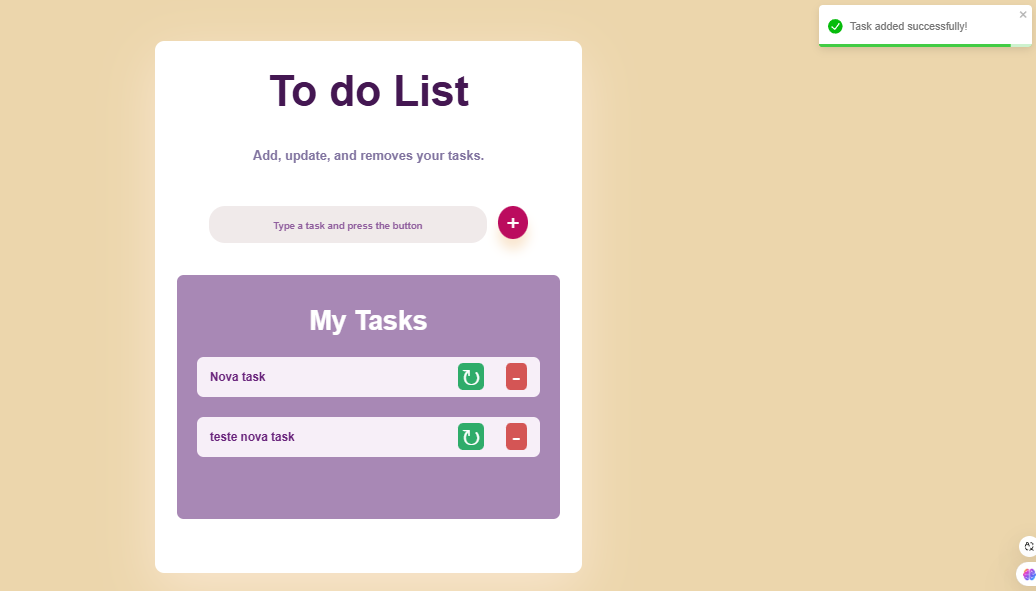 Task added successfully!
To do List
Add, update, and removes your tasks.
Type a task and press the button
+
My Tasks
Nova task
↻ -
teste nova task
↻ -